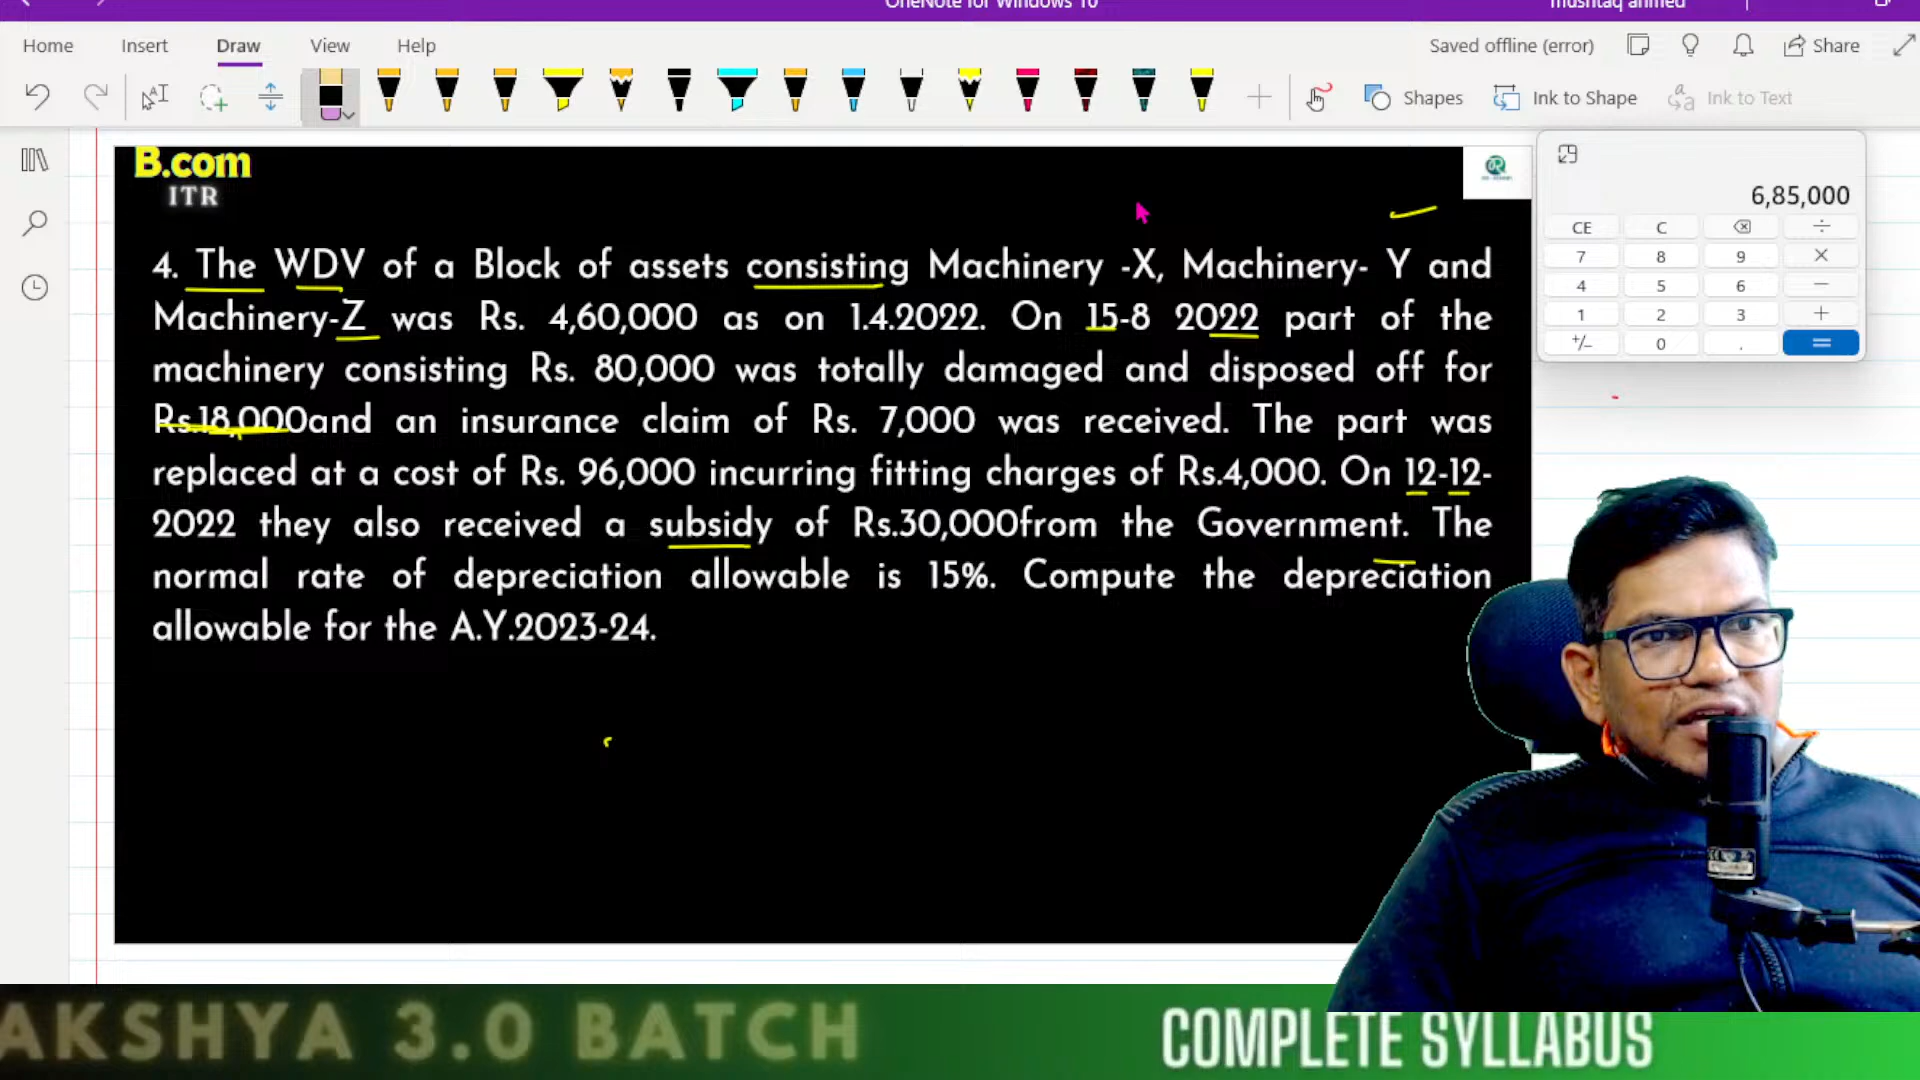 OneNote for Windows 10
mushtaq ahmed
Home Insert Draw View Help
Saved offline (error)
Share
Shapes
Ink to Shape
Ink to Text
B.com
ITR
4. The WDV of a Block of assets consisting Machinery -X, Machinery- Y and
Machinery-Z was Rs. 4,60,000 as on 1.4.2022. On 15-8 2022 part of the
machinery consisting Rs. 80,000 was totally damaged and disposed off for
Rs.18,000and an insurance claim of Rs. 7,000 was received. The part was
replaced at a cost of Rs. 96,000 incurring fitting charges of Rs.4,000. On 12-12-
2022 they also received a subsidy of Rs.30,000from the Government. The
normal rate of depreciation allowable is 15%. Compute the depreciation
allowable for the A.Y.2023-24.
6,85,000
CE C ÷
7 8 9 ×
4 5 6 −
1 2 3 +
+/− 0 . =
AKSHYA 3.0 BATCH
COMPLETE SYLLABUS